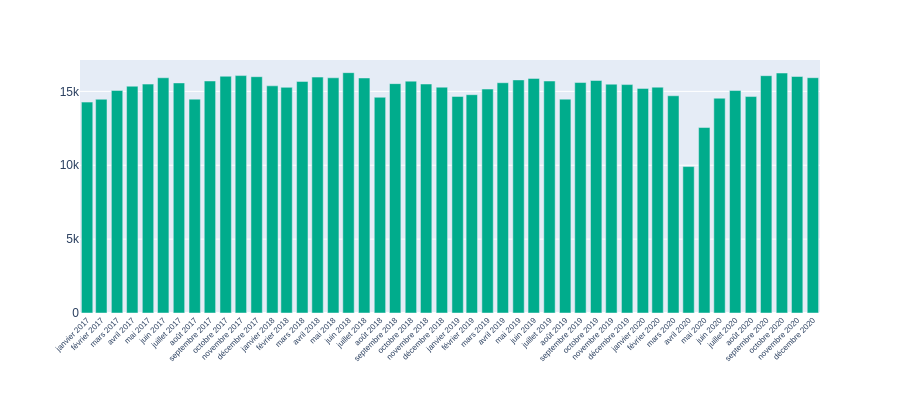 15k
10k
5k
0
janvier 2017
février 2017
mars 2017
avril 2017
mai 2017
juin 2017
juillet 2017
août 2017
septembre 2017
octobre 2017
novembre 2017
décembre 2017
janvier 2018
février 2018
mars 2018
avril 2018
mai 2018
juin 2018
juillet 2018
août 2018
septembre 2018
octobre 2018
novembre 2018
décembre 2018
janvier 2019
février 2019
mars 2019
avril 2019
mai 2019
juin 2019
juillet 2019
août 2019
septembre 2019
octobre 2019
novembre 2019
décembre 2019
janvier 2020
février 2020
mars 2020
avril 2020
mai 2020
juin 2020
juillet 2020
août 2020
septembre 2020
octobre 2020
novembre 2020
décembre 2020